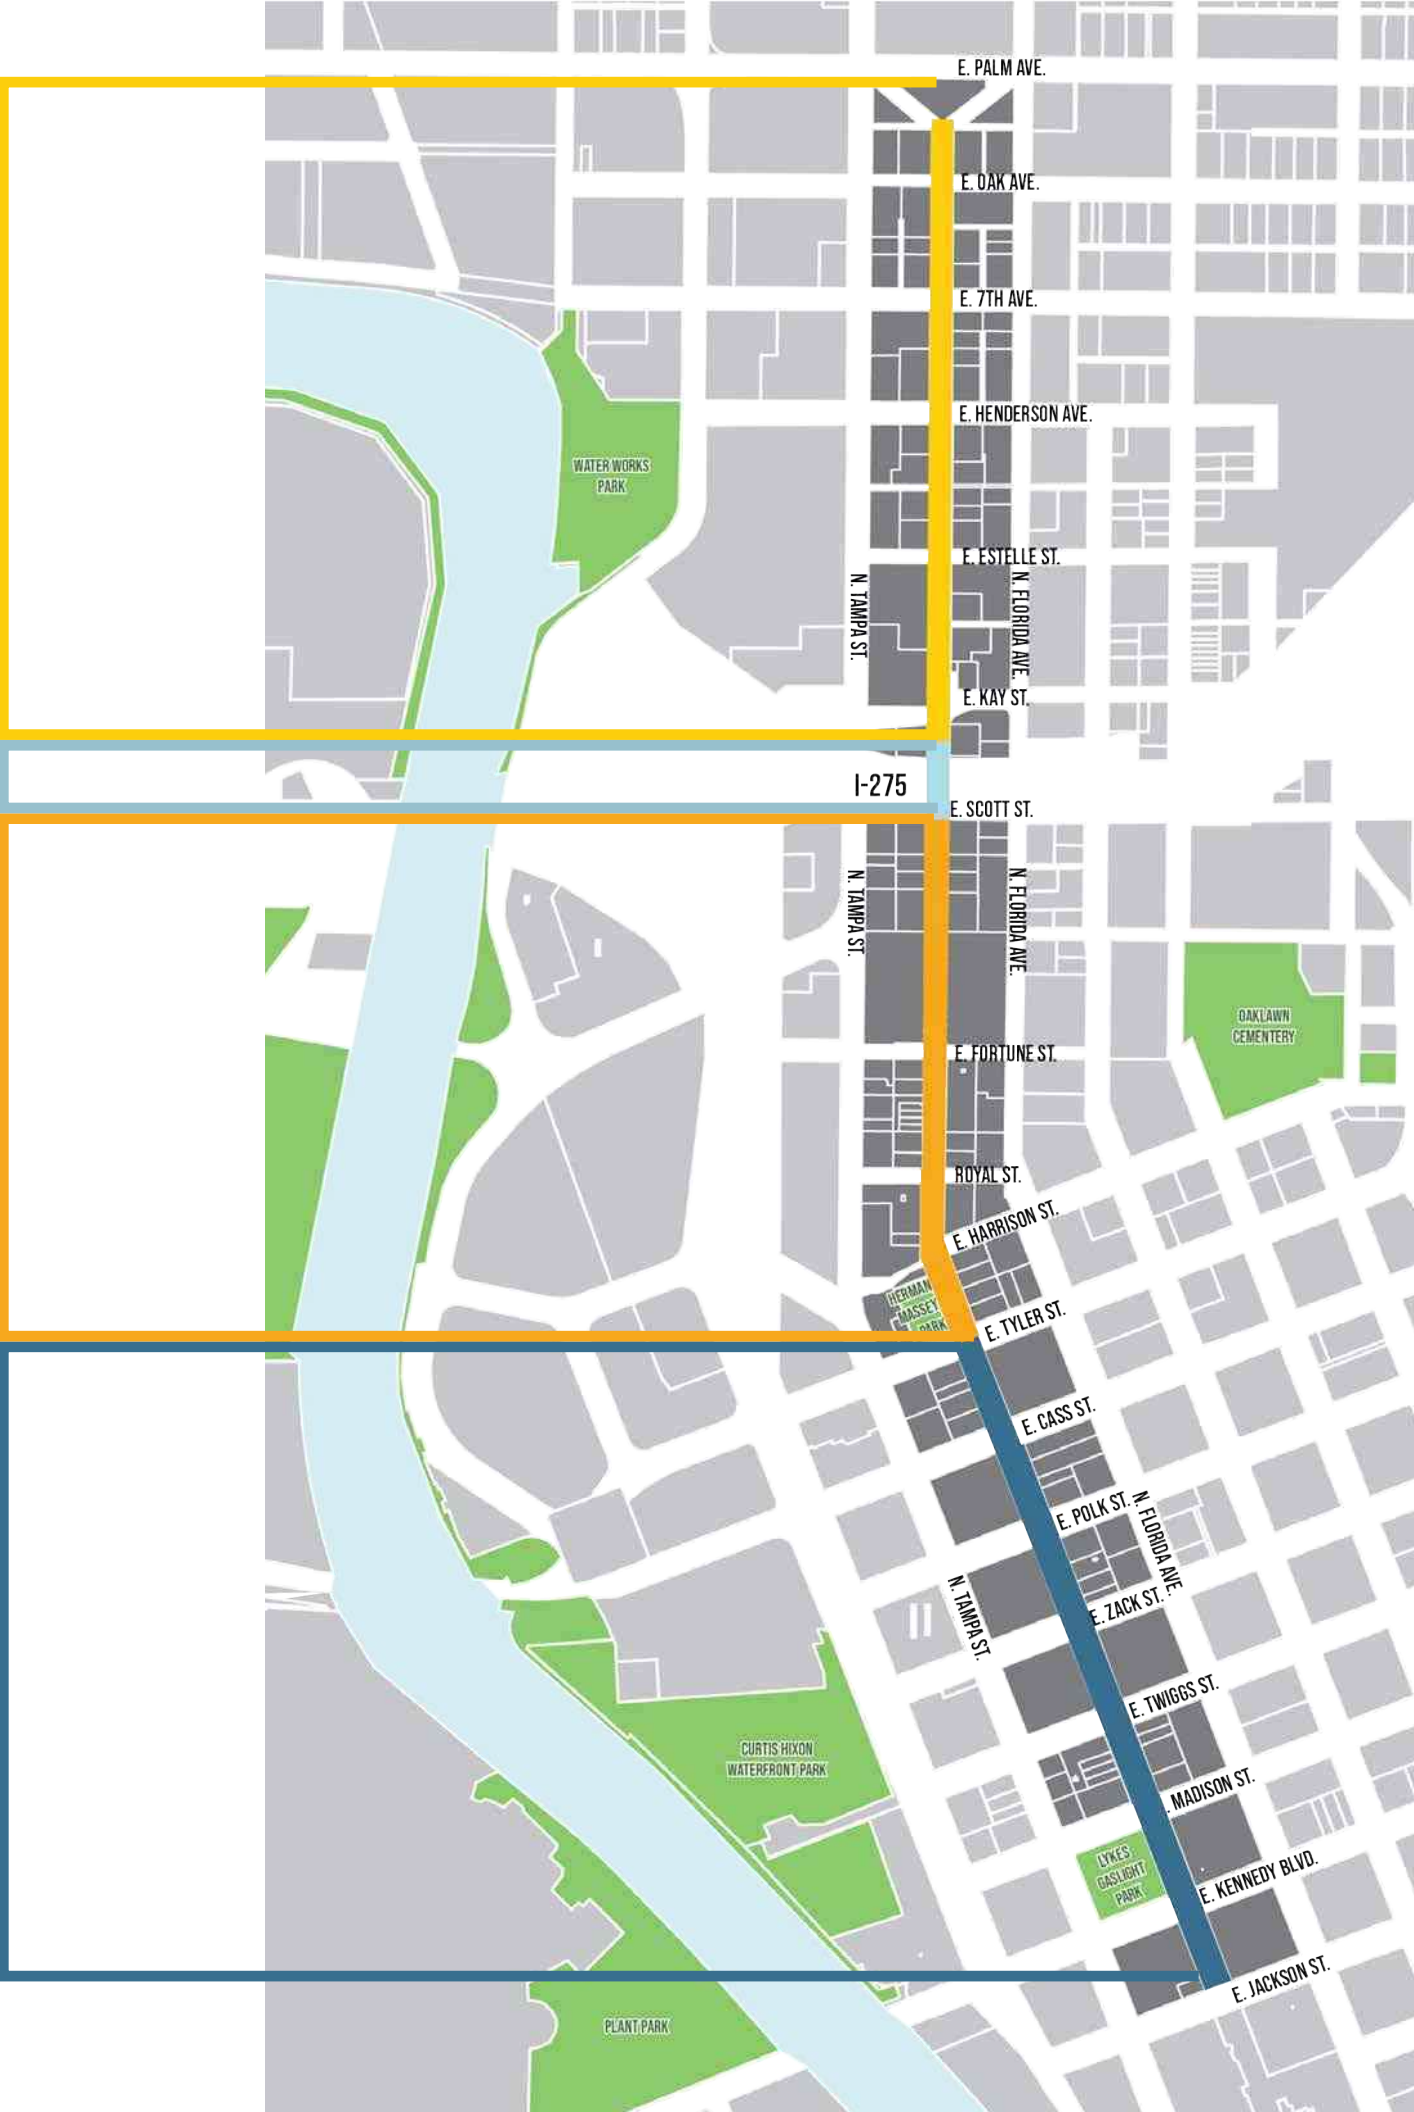 E. PALM AVE.
E. OAK AVE.
E. 7TH AVE.
E. HENDERSON AVE.
WATER WORKS
PARK
E. ESTELLE ST.
N. TAMPA ST.
N. FLORIDA AVE.
E. KAY ST.
I-275
E. SCOTT ST.
N. TAMPA ST.
N. FLORIDA AVE.
OAKLAWN
CEMENTERY
E. FORTUNE ST.
ROYAL ST.
E. HARRISON ST.
HERMAN
MASSEY
PARK
E. TYLER ST.
E. CASS ST.
E. POLK ST.
N. FLORIDA AVE.
N. TAMPA ST.
E. ZACK ST.
E. TWIGGS ST.
CURTIS HIXON
WATERFRONT PARK
. MADISON ST.
LYKES
GASLIGHT
PARK
E. KENNEDY BLVD.
E. JACKSON ST.
PLANT PARK